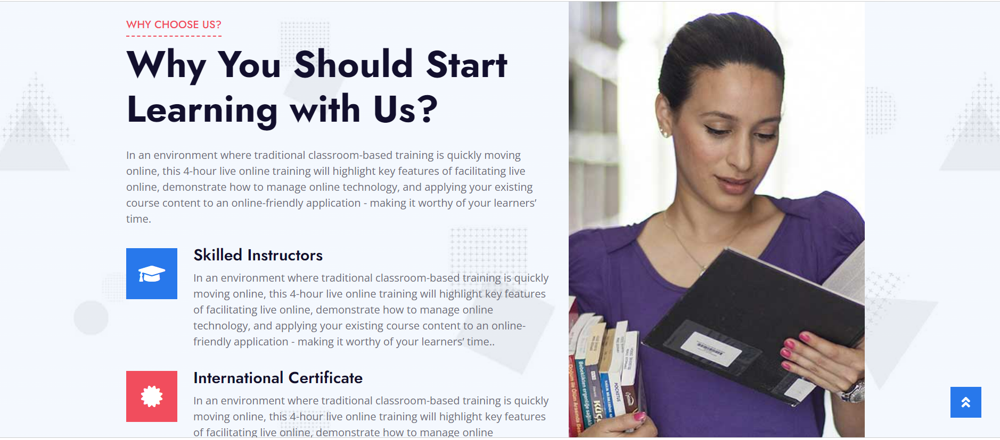 WHY CHOOSE US?
Why You Should Start
Learning with Us?
In an environment where traditional classroom-based training is quickly moving
online, this 4-hour live online training will highlight key features of facilitating live
online, demonstrate how to manage online technology, and applying your existing
course content to an online-friendly application - making it worthy of your learners’
time.
Skilled Instructors
In an environment where traditional classroom-based training is quickly
moving online, this 4-hour live online training will highlight key features
of facilitating live online, demonstrate how to manage online
technology, and applying your existing course content to an online-
friendly application - making it worthy of your learners’ time..
International Certificate
In an environment where traditional classroom-based training is quickly
moving online, this 4-hour live online training will highlight key features
of facilitating live online, demonstrate how to manage online
Doğum ile Ölüm Arasında
Bebeklikten ergenliğe
POCKETUS